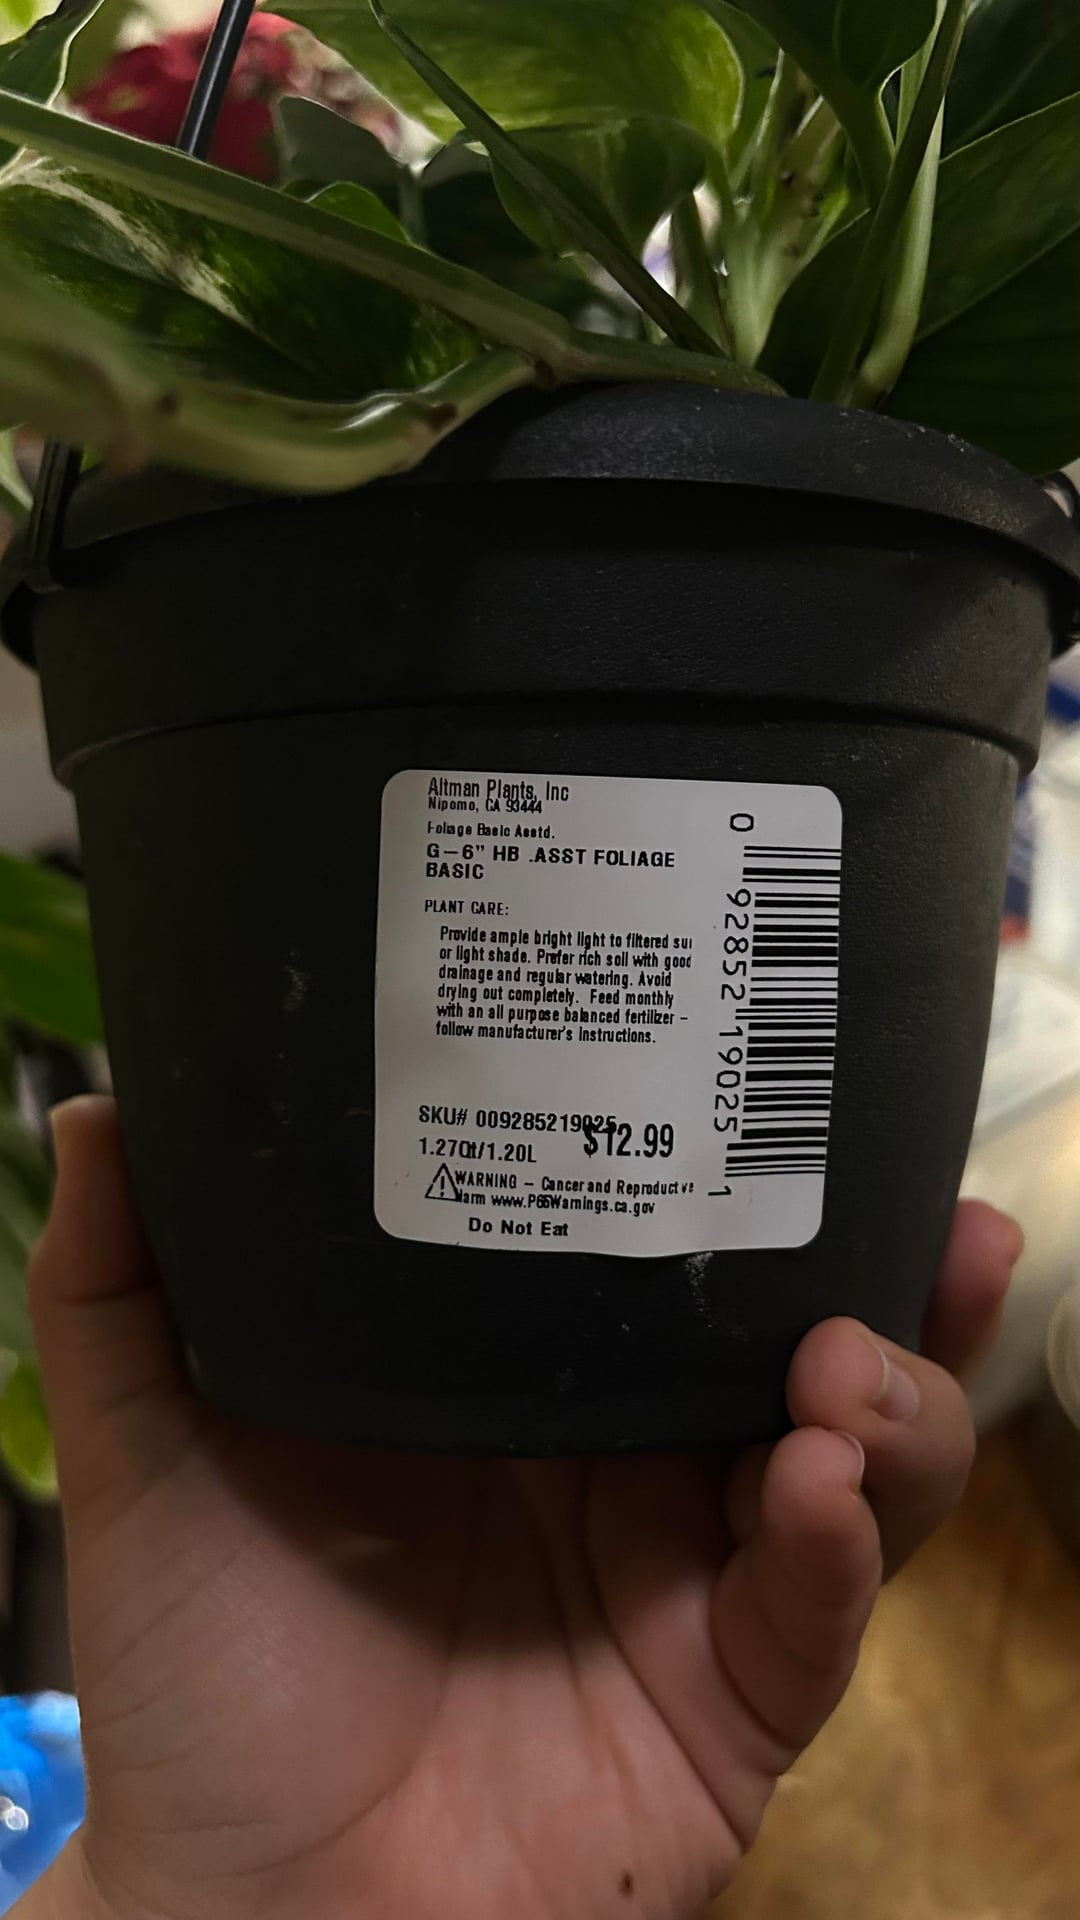 Altman Plants, Inc
Nipomo, CA 93444
Foliage Basic Asstd.
G-6" HB .ASST FOLIAGE
BASIC
PLANT CARE:
Provide ample bright light to filtered sun
or light shade. Prefer rich soil with good
drainage and regular watering. Avoid
drying out completely. Feed monthly
with an all purpose balanced fertilizer –
follow manufacturer's instructions.
SKU# 009285219025
$12.99
1.27Qt/1.20L
WARNING – Cancer and Reproductive
Harm www.P65Warnings.ca.gov
Do Not Eat
0 92852 19025 1